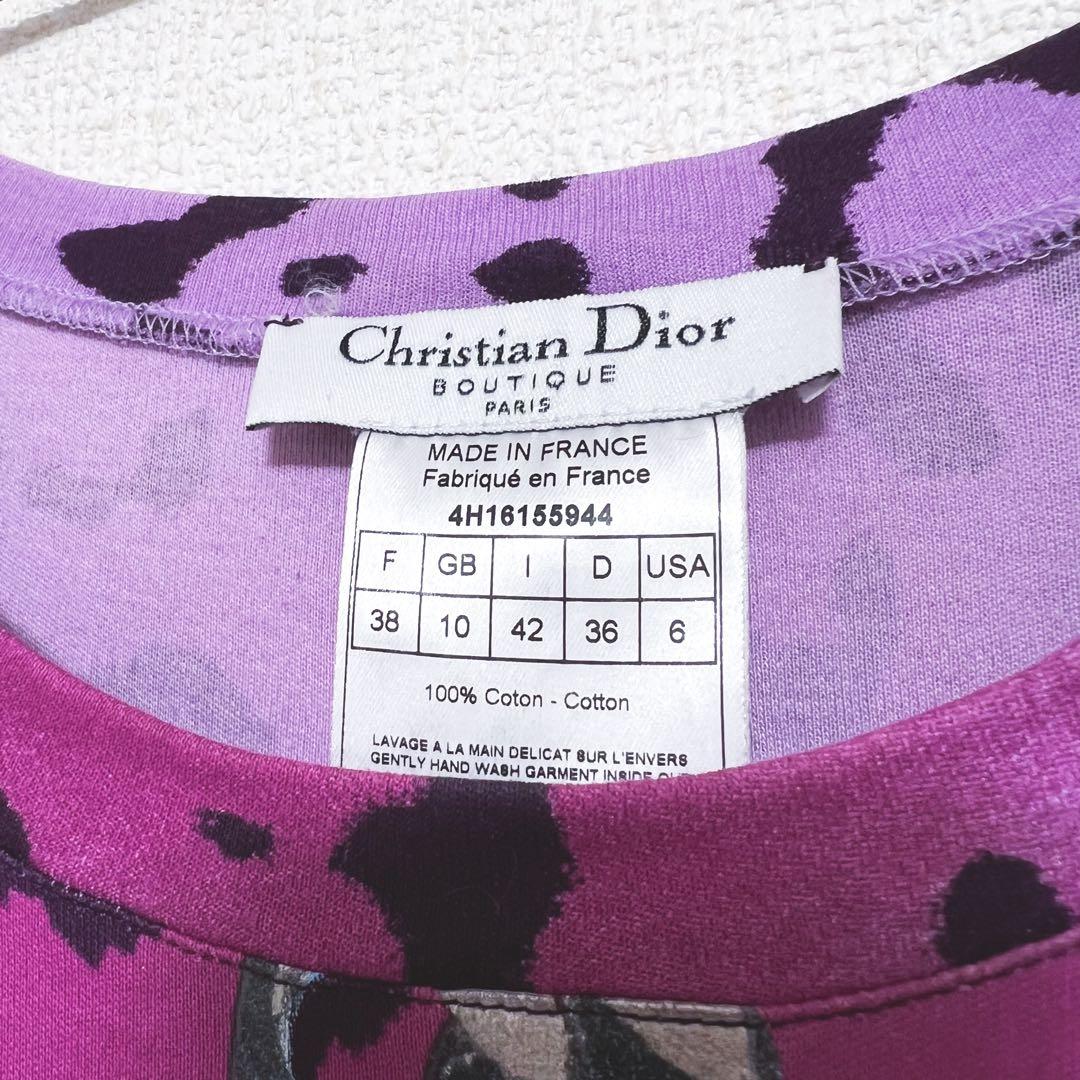 Christian Dior
BOUTIQUE
PARIS
MADE IN FRANCE
Fabriqué en France
4H16155944
F GB I D USA
38 10 42 36 6
100% Coton - Cotton
LAVAGE A LA MAIN DELICAT SUR L'ENVERS
GENTLY HAND WASH GARMENT INSIDE